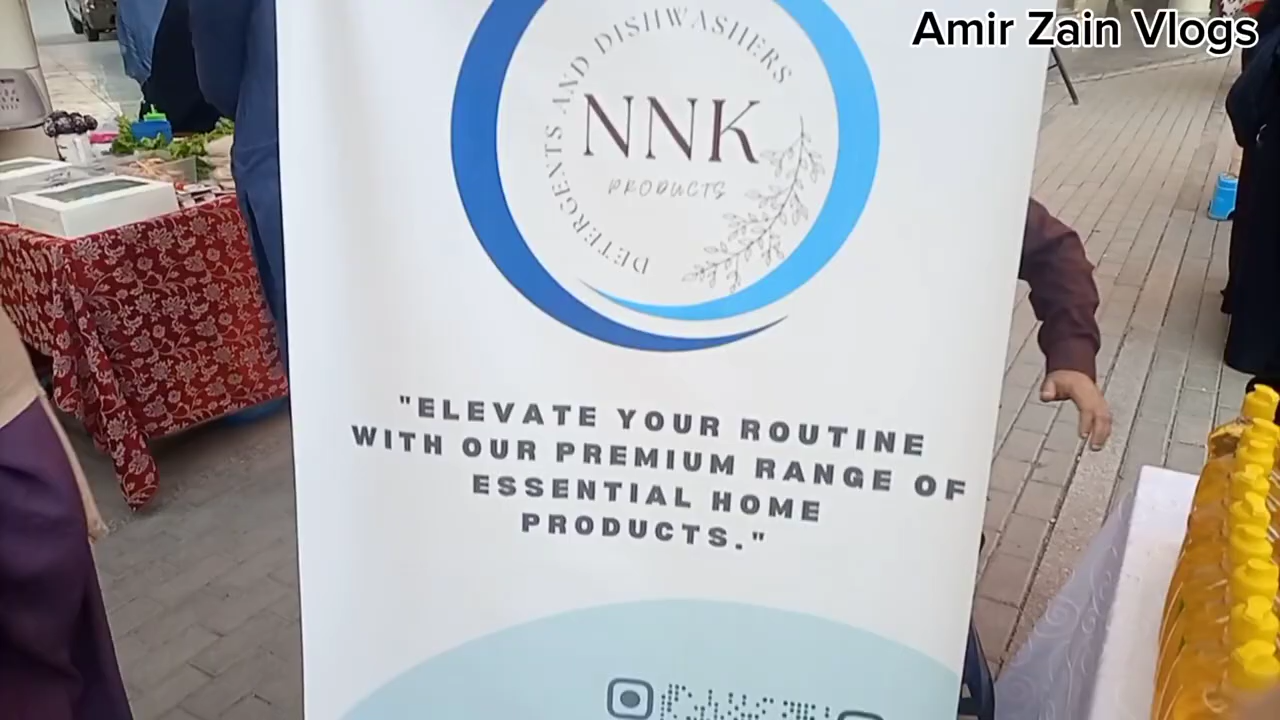 Amir Zain Vlogs
DETERGENTS AND DISHWASHERS
NNK
PRODUCTS
"ELEVATE YOUR ROUTINE
WITH OUR PREMIUM RANGE OF
ESSENTIAL HOME
PRODUCTS."